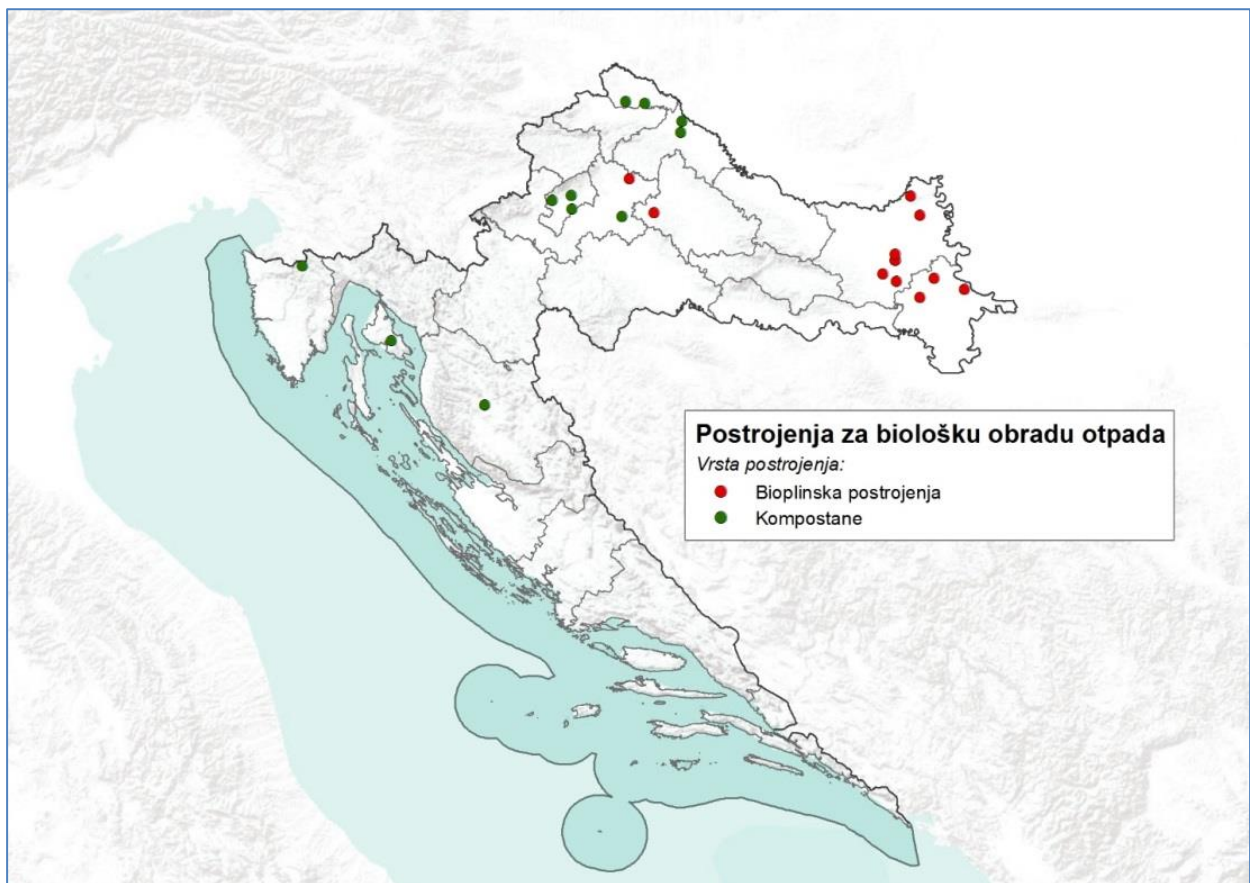 Postrojenja za biološku obradu otpada
Vrsta postrojenja:
Bioplinska postrojenja
Kompostane